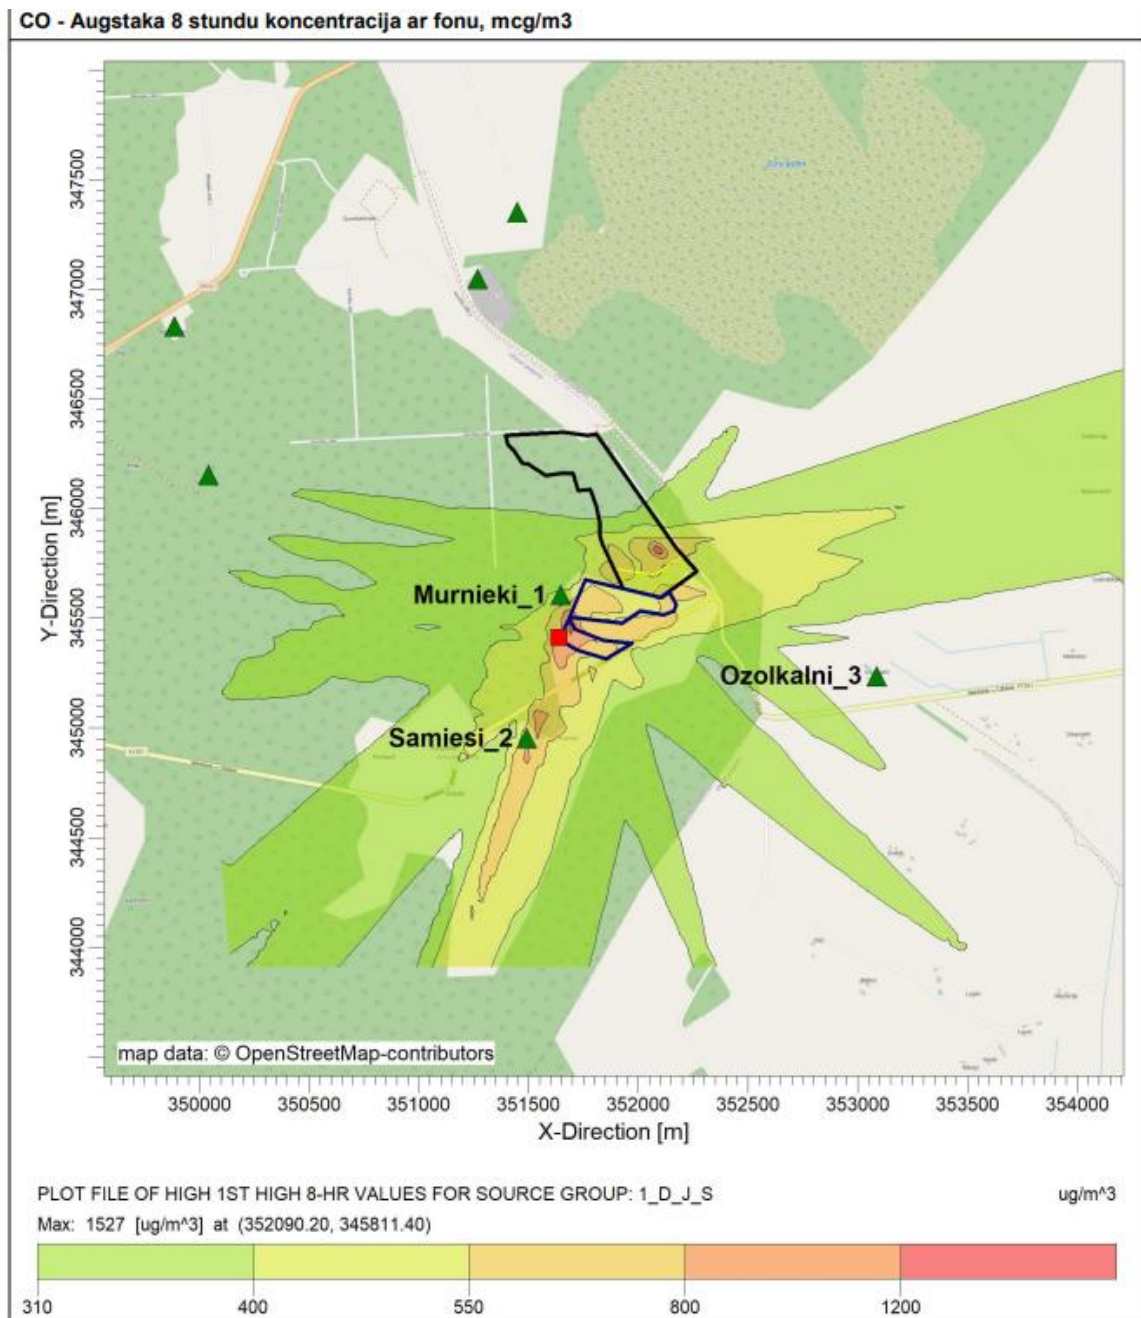 CO - Augstaka 8 stundu koncentracija ar fonu, mcg/m3
Y-Direction [m]
347500
347000
346500
346000
345500
345000
344500
344000
Murnieki_1
Ozolkalni_3
Samiesi_2
map data: © OpenStreetMap-contributors
350000 350500 351000 351500 352000 352500 353000 353500 354000
X-Direction [m]
PLOT FILE OF HIGH 1ST HIGH 8-HR VALUES FOR SOURCE GROUP: 1_D_J_S ug/m^3
Max: 1527 [ug/m^3] at (352090.20, 345811.40)
310 400 550 800 1200